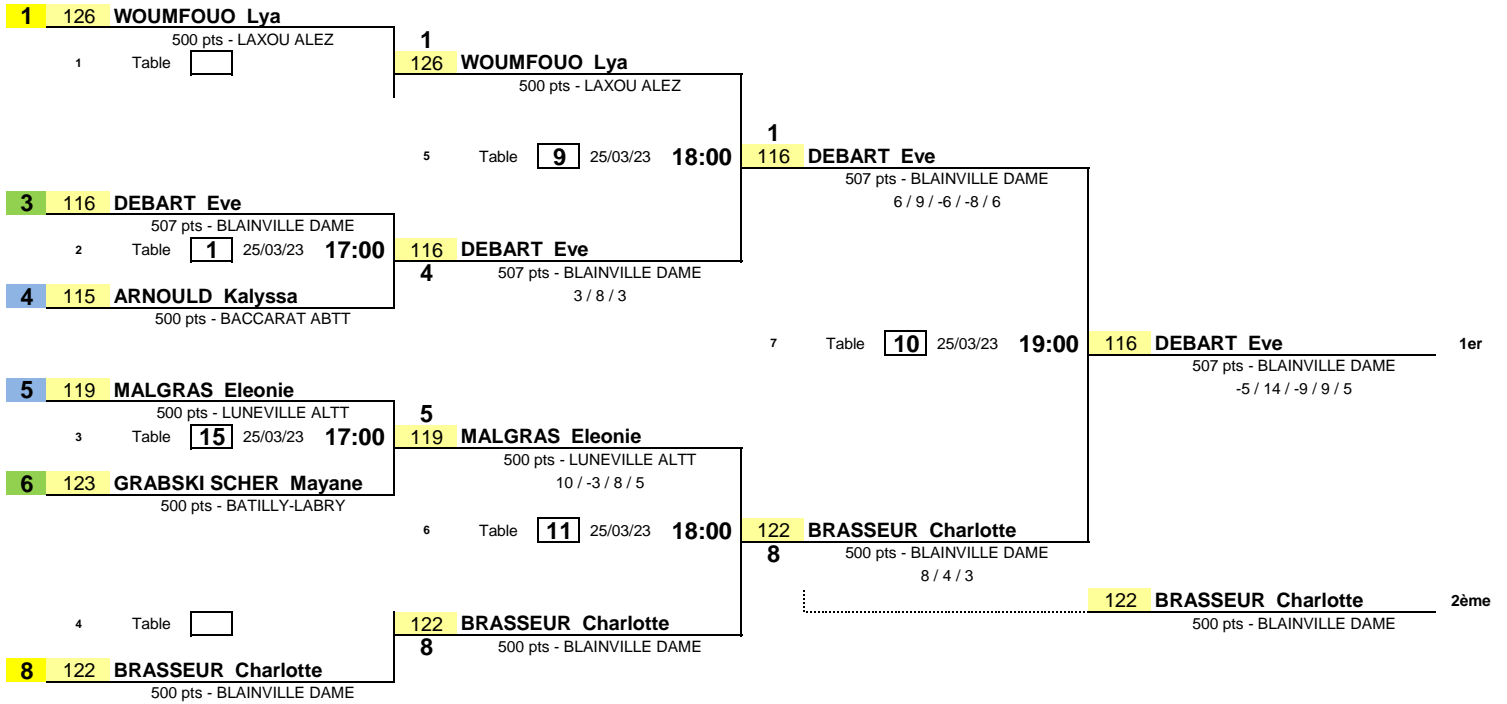 1 126 WOUMFOUO Lya
500 pts - LAXOU ALEZ 1
1 Table 126 WOUMFOUO Lya
500 pts - LAXOU ALEZ
1
5 Table 9 25/03/23 18:00 116 DEBART Eve
507 pts - BLAINVILLE DAME
3 116 DEBART Eve 6 / 9 / -6 / -8 / 6
507 pts - BLAINVILLE DAME
2 Table 1 25/03/23 17:00 116 DEBART Eve
4 507 pts - BLAINVILLE DAME
4 115 ARNOULD Kalyssa 3 / 8 / 3
500 pts - BACCARAT ABTT
7 Table 10 25/03/23 19:00 116 DEBART Eve 1er
507 pts - BLAINVILLE DAME
5 119 MALGRAS Eleonie -5 / 14 / -9 / 9 / 5
500 pts - LUNEVILLE ALTT 5
3 Table 15 25/03/23 17:00 119 MALGRAS Eleonie
500 pts - LUNEVILLE ALTT
6 123 GRABSKI SCHER Mayane 10 / -3 / 8 / 5
500 pts - BATILLY-LABRY
6 Table 11 25/03/23 18:00 122 BRASSEUR Charlotte
8 500 pts - BLAINVILLE DAME
8 / 4 / 3
122 BRASSEUR Charlotte 2ème
4 Table 122 BRASSEUR Charlotte 500 pts - BLAINVILLE DAME
8 500 pts - BLAINVILLE DAME
8 122 BRASSEUR Charlotte
500 pts - BLAINVILLE DAME